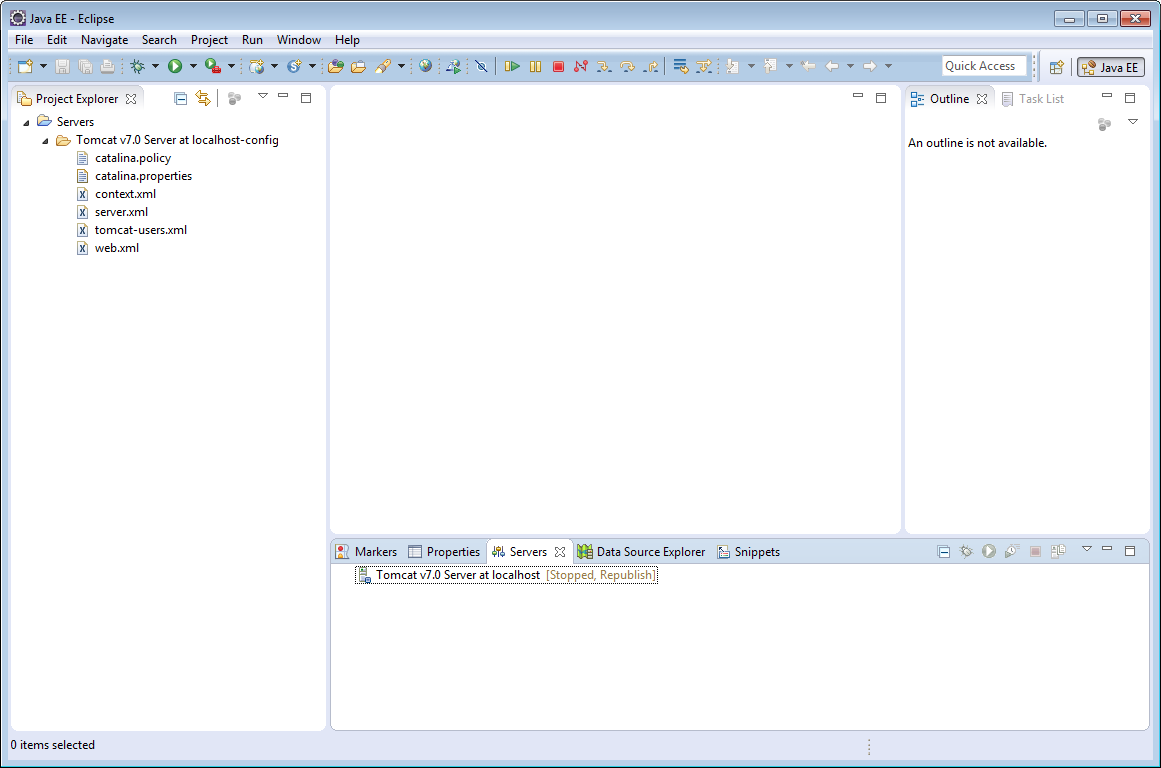 Java EE - Eclipse
File Edit Navigate Search Project Run Window Help
Quick Access
Java EE
Project Explorer
Servers
Tomcat v7.0 Server at localhost-config
catalina.policy
catalina.properties
context.xml
server.xml
tomcat-users.xml
web.xml
Outline Task List
An outline is not available.
Markers Properties Servers Data Source Explorer Snippets
Tomcat v7.0 Server at localhost [Stopped, Republish]
0 items selected